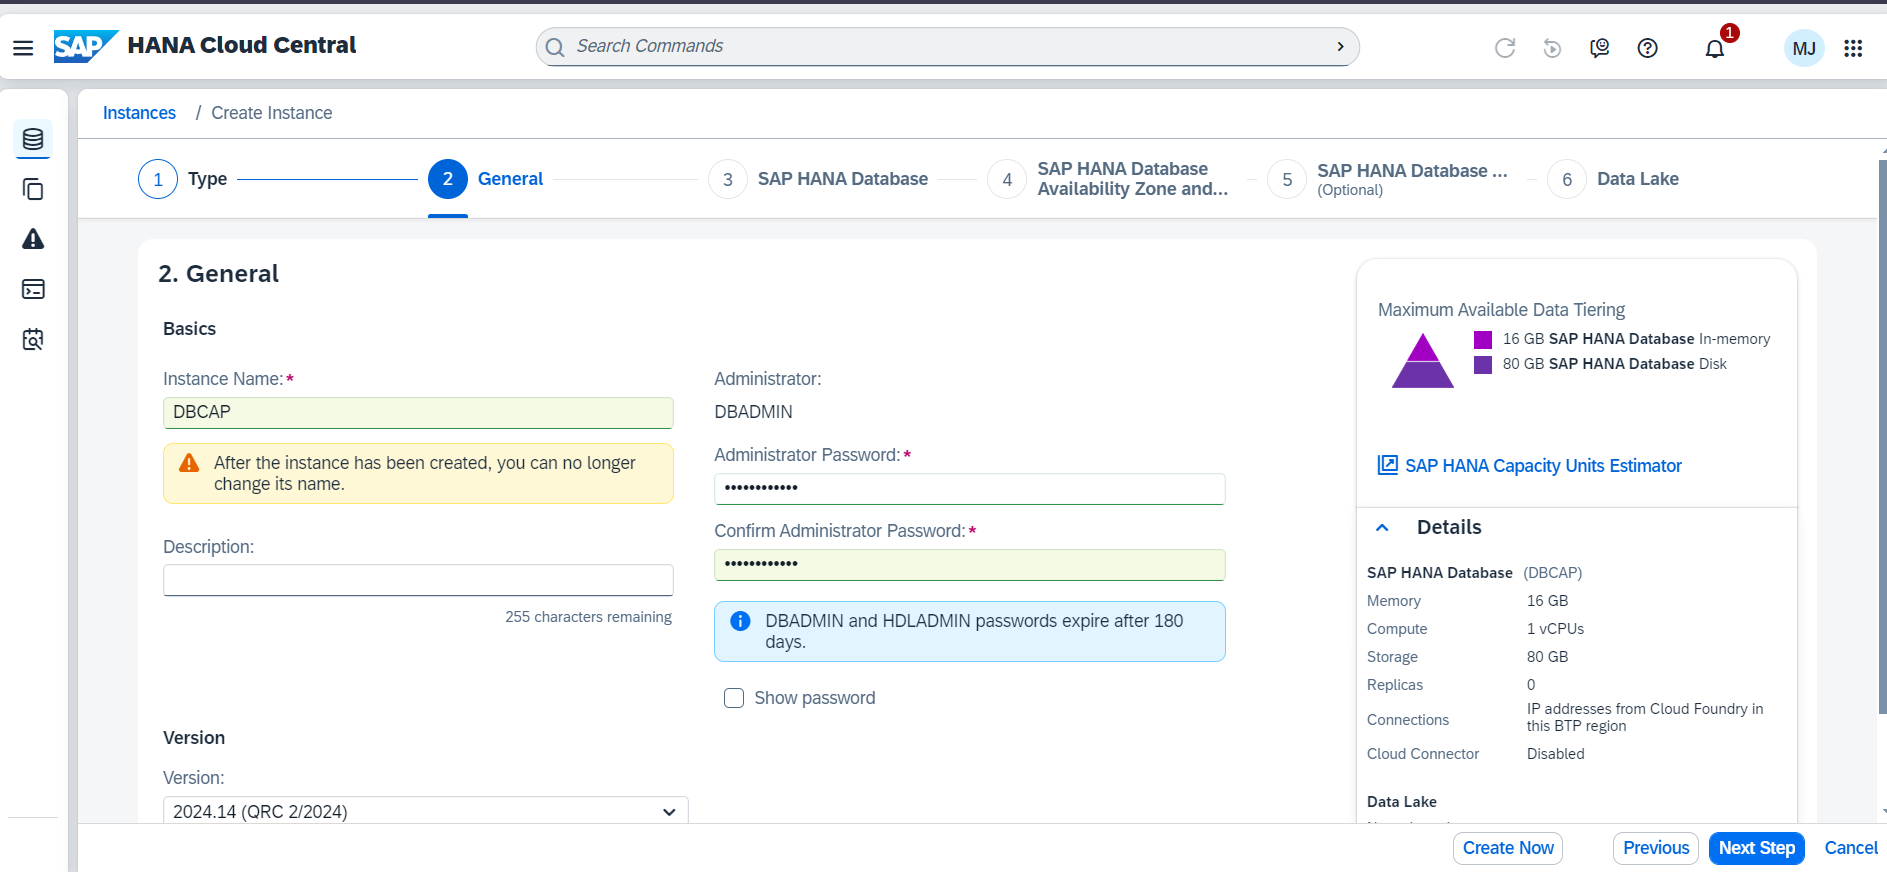 SAP HANA Cloud Central
Search Commands
1
MJ
Instances / Create Instance
1 Type
2 General
3 SAP HANA Database
4 SAP HANA Database
Availability Zone and...
5 SAP HANA Database ...
(Optional)
6 Data Lake
2. General
Basics
Instance Name:*
DBCAP
After the instance has been created, you can no longer
change its name.
Description:
255 characters remaining
Administrator:
DBADMIN
Administrator Password:*
••••••••••••
Confirm Administrator Password:*
••••••••••••
DBADMIN and HDLADMIN passwords expire after 180
days.
Show password
Version
Version:
2024.14 (QRC 2/2024)
Maximum Available Data Tiering
16 GB SAP HANA Database In-memory
80 GB SAP HANA Database Disk
SAP HANA Capacity Units Estimator
Details
SAP HANA Database (DBCAP)
Memory 16 GB
Compute 1 vCPUs
Storage 80 GB
Replicas 0
Connections IP addresses from Cloud Foundry in
this BTP region
Cloud Connector Disabled
Data Lake
Create Now
Previous
Next Step
Cancel